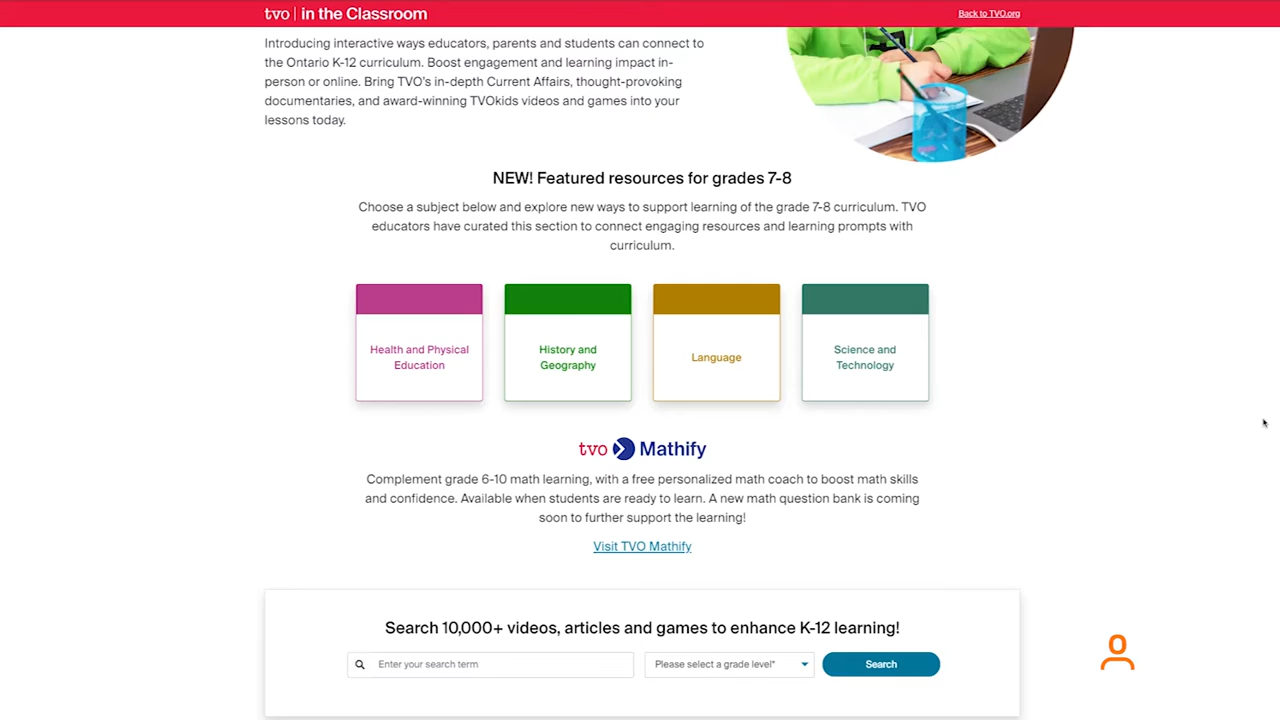 tvo | in the Classroom
Back to TVO.org
Introducing interactive ways educators, parents and students can connect to
the Ontario K-12 curriculum. Boost engagement and learning impact in-
person or online. Bring TVO's in-depth Current Affairs, thought-provoking
documentaries, and award-winning TVOkids videos and games into your
lessons today.
NEW! Featured resources for grades 7-8
Choose a subject below and explore new ways to support learning of the grade 7-8 curriculum. TVO
educators have curated this section to connect engaging resources and learning prompts with
curriculum.
Health and Physical
Education
History and
Geography
Language
Science and
Technology
tvo Mathify
Complement grade 6-10 math learning, with a free personalized math coach to boost math skills
and confidence. Available when students are ready to learn. A new math question bank is coming
soon to further support the learning!
Visit TVO Mathify
Search 10,000+ videos, articles and games to enhance K-12 learning!
Enter your search term
Please select a grade level*
Search